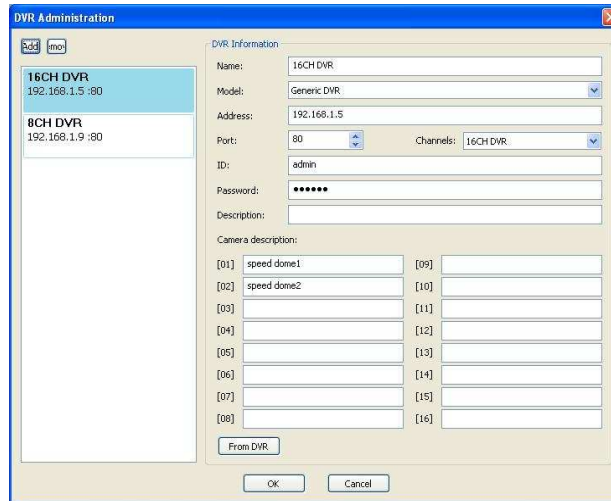 DVR Administration
Add
DVR Information
16CH DVR
192.168.1.5 :80
8CH DVR
192.168.1.9 :80
Name: 16CH DVR
Model: Generic DVR
Address: 192.168.1.5
Port: 80 Channels: 16CH DVR
ID: admin
Password: ●●●●●●
Description:
Camera description:
[01] speed dome1 [09]
[02] speed dome2 [10]
[03] [11]
[04] [12]
[05] [13]
[06] [14]
[07] [15]
[08] [16]
From DVR
OK Cancel